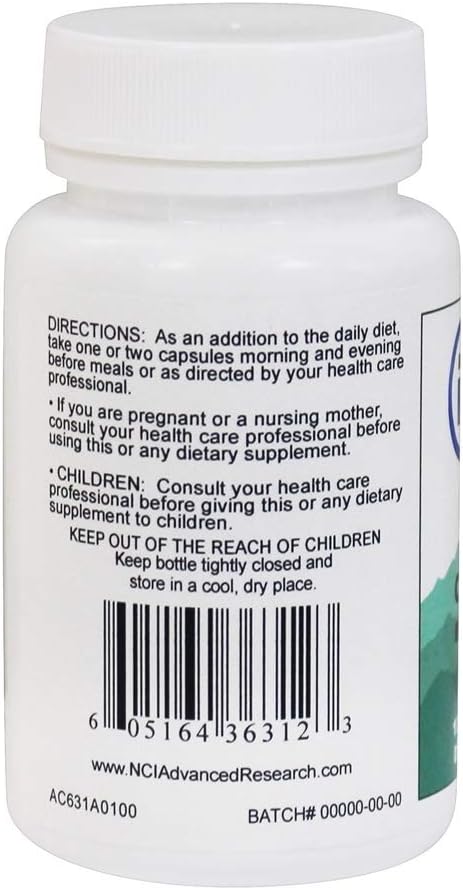 DIRECTIONS: As an addition to the daily diet,
take one or two capsules morning and evening
before meals or as directed by your health care
professional.
• If you are pregnant or a nursing mother,
consult your health care professional before
using this or any dietary supplement.
• CHILDREN: Consult your health care
professional before giving this or any dietary
supplement to children.
KEEP OUT OF THE REACH OF CHILDREN
Keep bottle tightly closed and
store in a cool, dry place.
6 05164 36312 3
www.NCIAdvancedResearch.com
AC631A0100
BATCH# 00000-00-00